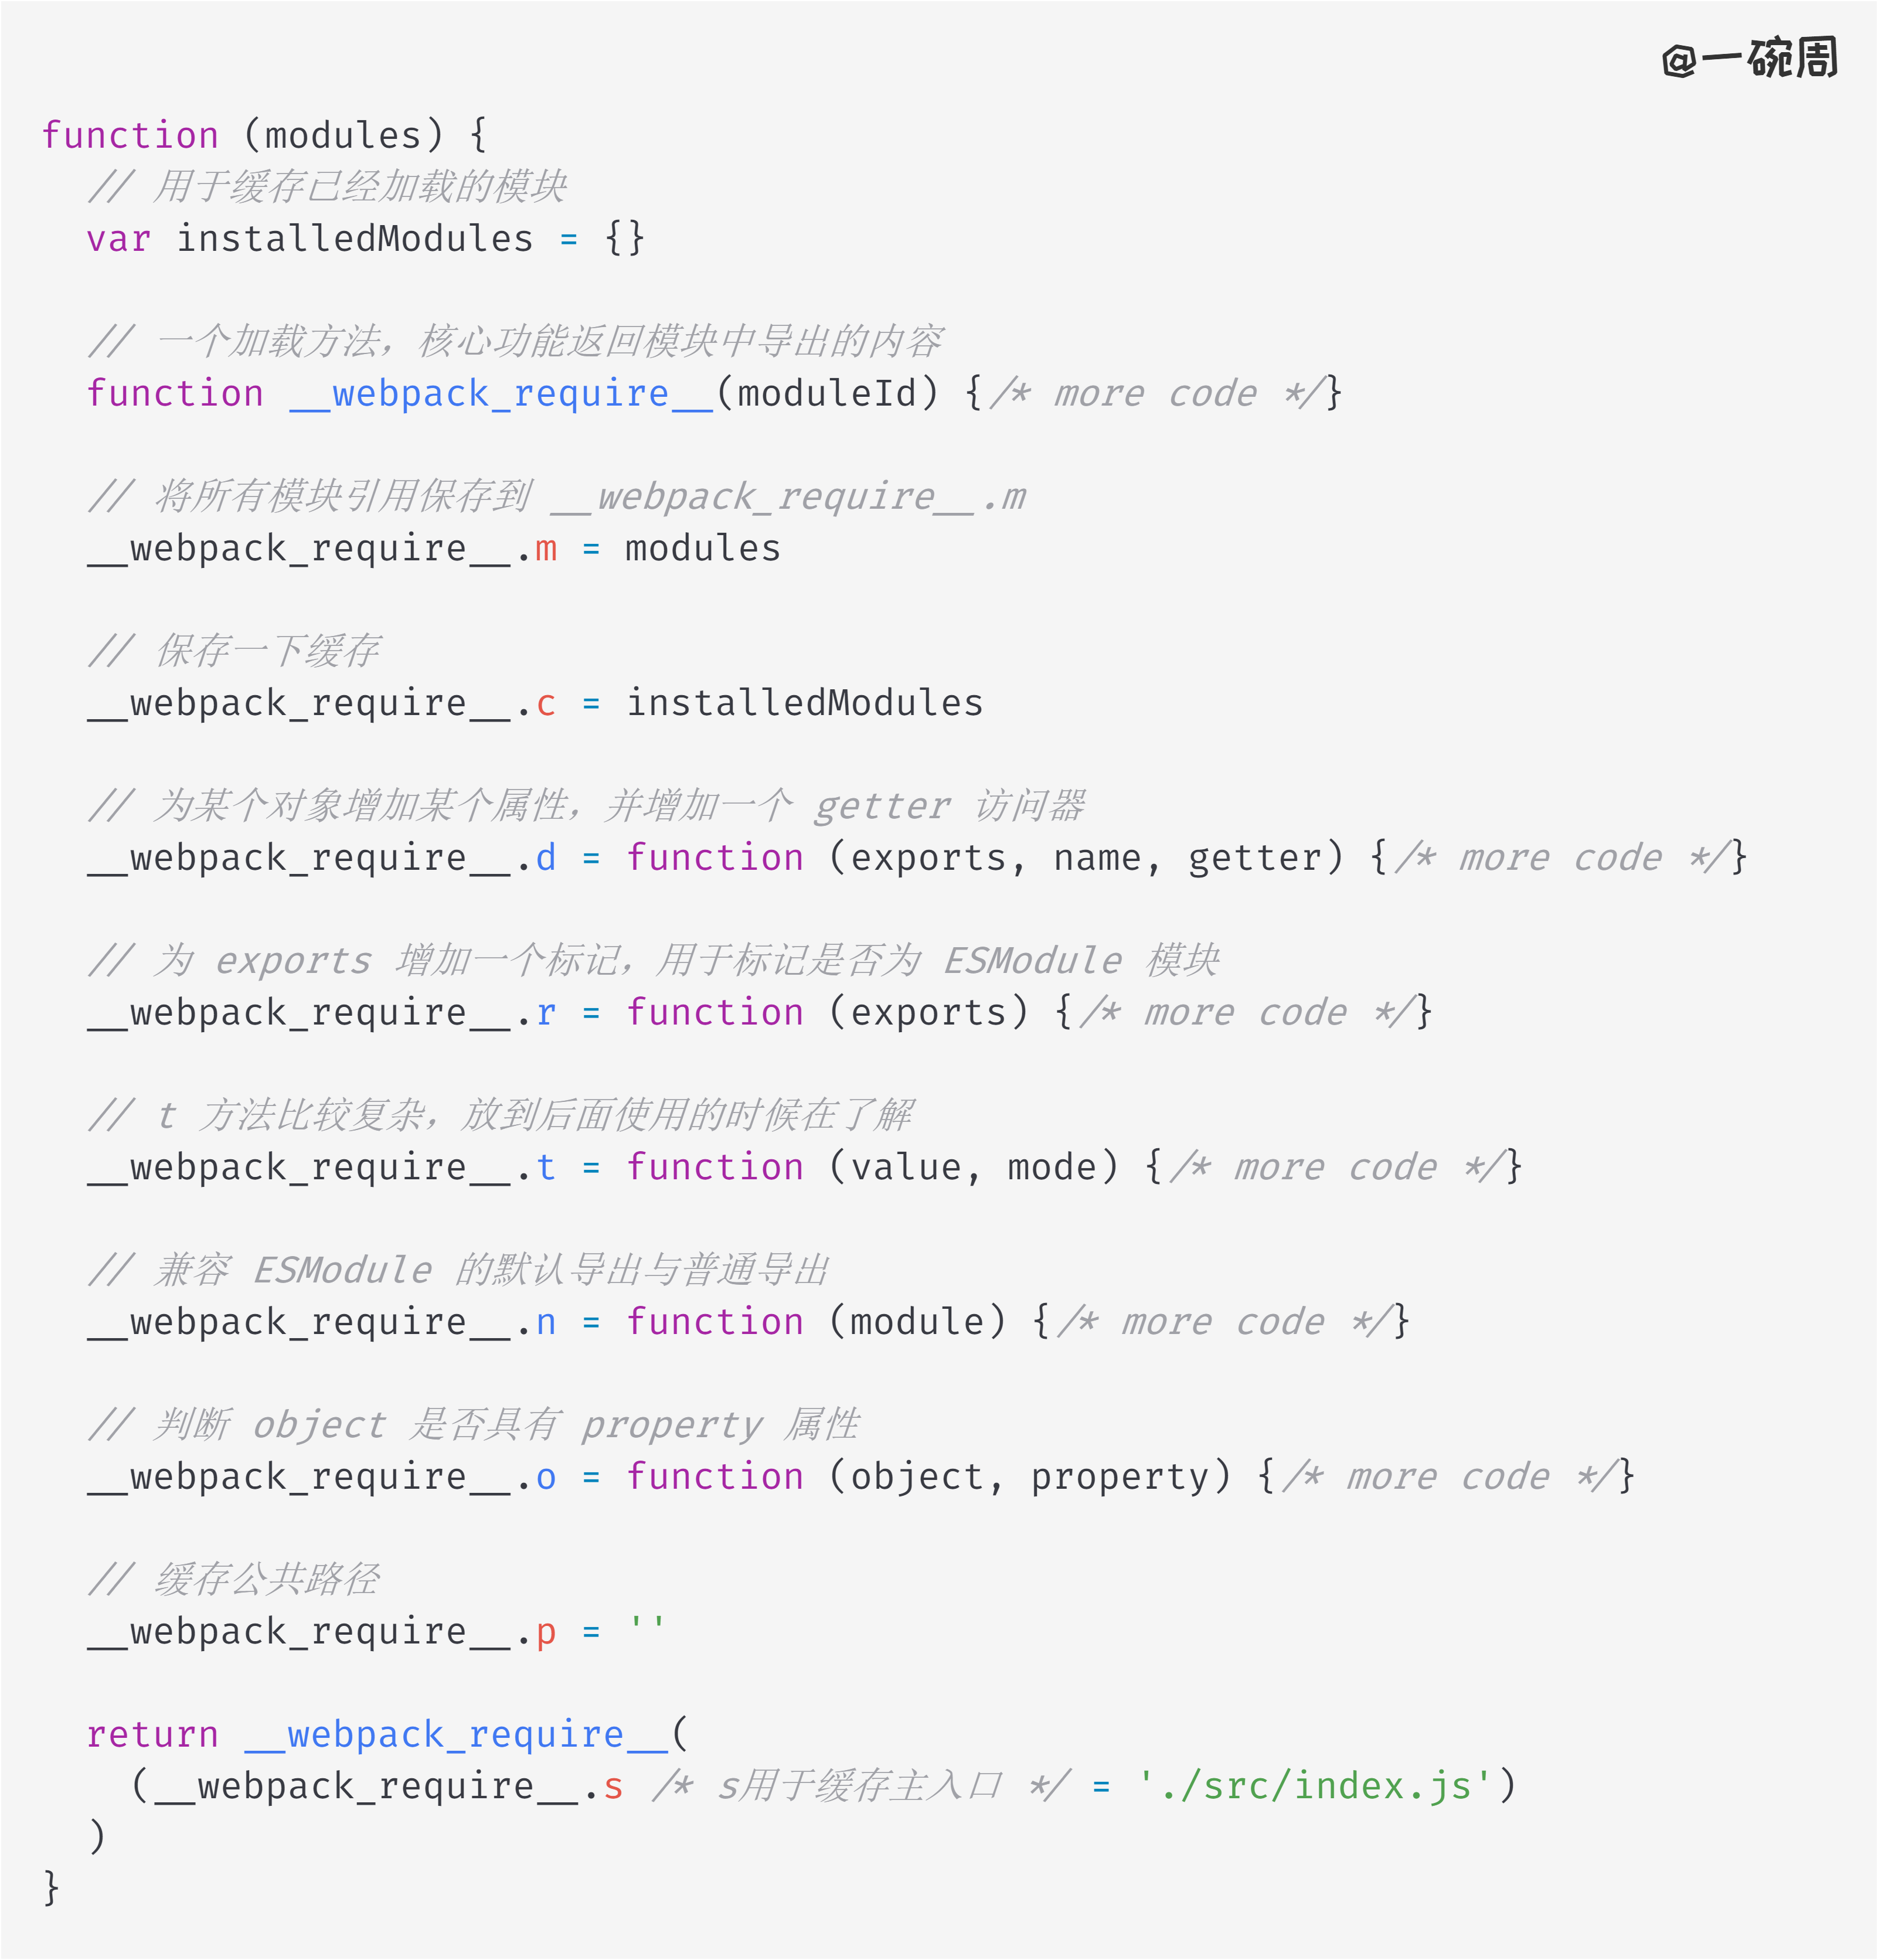 @一碗周
function (modules) {
  // 用于缓存已经加载的模块
  var installedModules = {}

  // 一个加载方法，核心功能返回模块中导出的内容
  function __webpack_require__(moduleId) {/* more code */}

  // 将所有模块引用保存到 __webpack_require__.m
  __webpack_require__.m = modules

  // 保存一下缓存
  __webpack_require__.c = installedModules

  // 为某个对象增加某个属性，并增加一个 getter 访问器
  __webpack_require__.d = function (exports, name, getter) {/* more code */}

  // 为 exports 增加一个标记，用于标记是否为 ESModule 模块
  __webpack_require__.r = function (exports) {/* more code */}

  // t 方法比较复杂，放到后面使用的时候在了解
  __webpack_require__.t = function (value, mode) {/* more code */}

  // 兼容 ESModule 的默认导出与普通导出
  __webpack_require__.n = function (module) {/* more code */}

  // 判断 object 是否具有 property 属性
  __webpack_require__.o = function (object, property) {/* more code */}

  // 缓存公共路径
  __webpack_require__.p = ''

  return __webpack_require__(
    (__webpack_require__.s /* s用于缓存主入口 */ = './src/index.js')
  )
}